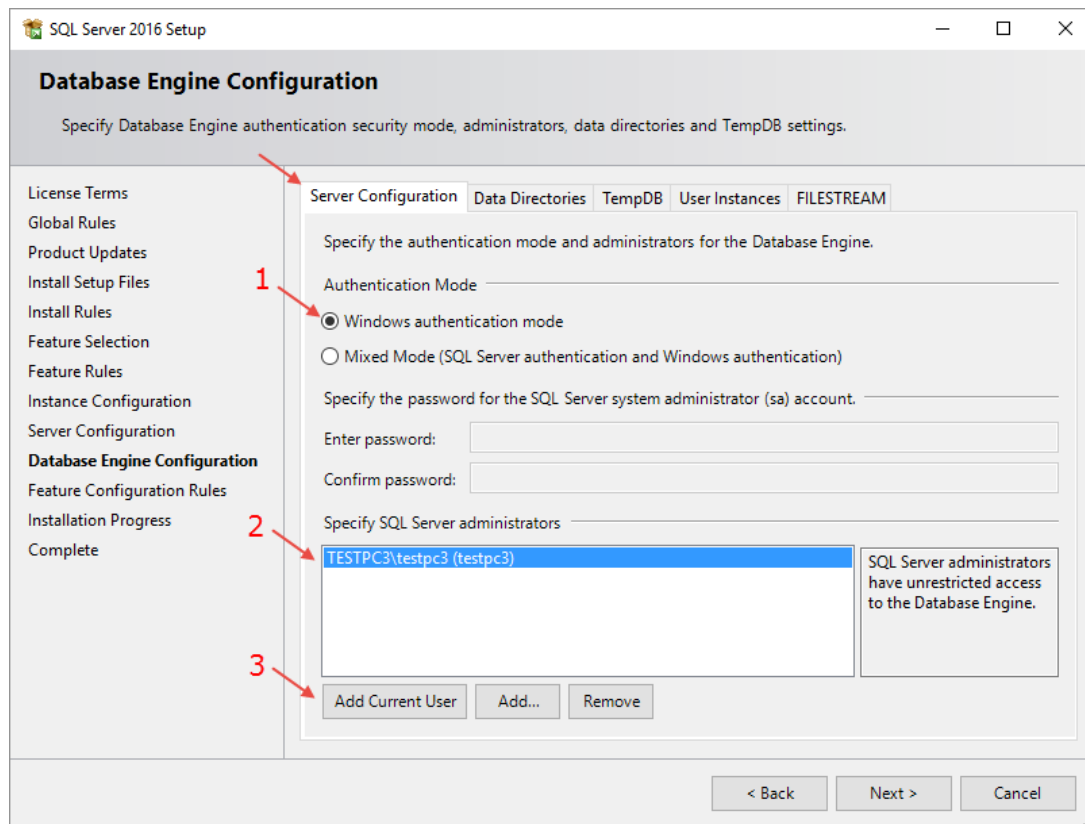 SQL Server 2016 Setup
Database Engine Configuration
Specify Database Engine authentication security mode, administrators, data directories and TempDB settings.
License Terms
Global Rules
Product Updates
Install Setup Files
Install Rules
Feature Selection
Feature Rules
Instance Configuration
Server Configuration
Database Engine Configuration
Feature Configuration Rules
Installation Progress
Complete
Server Configuration Data Directories TempDB User Instances FILESTREAM
Specify the authentication mode and administrators for the Database Engine.
Authentication Mode
1
Windows authentication mode
Mixed Mode (SQL Server authentication and Windows authentication)
Specify the password for the SQL Server system administrator (sa) account.
Enter password:
Confirm password:
Specify SQL Server administrators
2
TESTPC3\testpc3 (testpc3)
SQL Server administrators
have unrestricted access
to the Database Engine.
3
Add Current User Add... Remove
< Back Next > Cancel